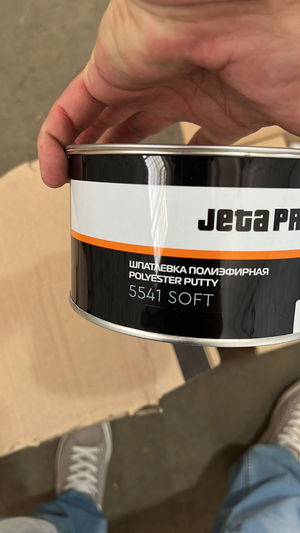 Jeta PR
ШПАТЛЕВКА ПОЛИЭФИРНАЯ
POLYESTER PUTTY
5541 SOFT